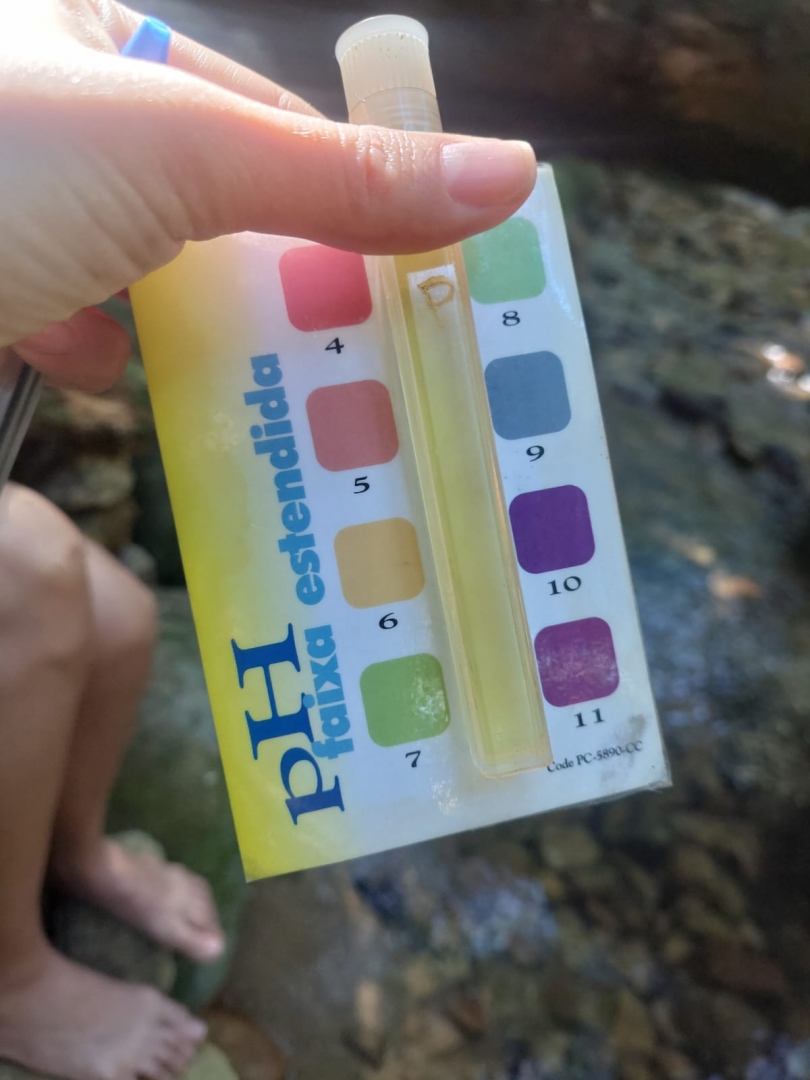 pH
faixa estendida
4
5
6
7
D
8
9
10
11
Code PC-5890-CC